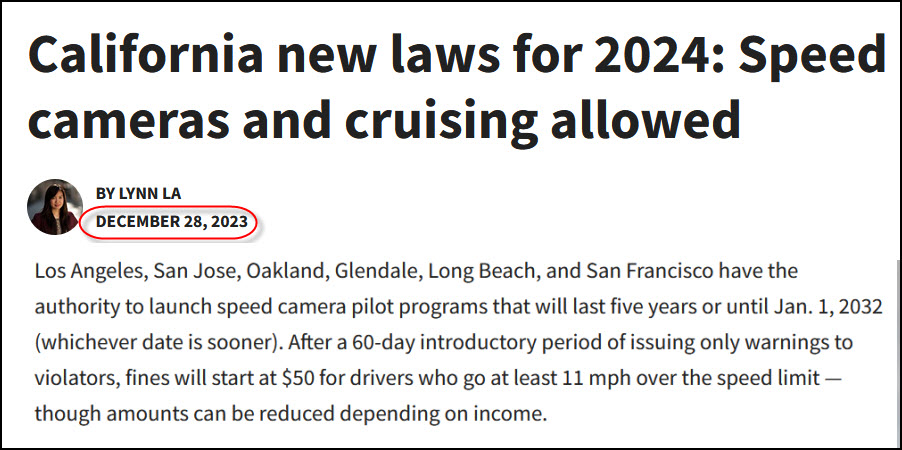 California new laws for 2024: Speed
cameras and cruising allowed
BY LYNN LA
DECEMBER 28, 2023
Los Angeles, San Jose, Oakland, Glendale, Long Beach, and San Francisco have the
authority to launch speed camera pilot programs that will last five years or until Jan. 1, 2032
(whichever date is sooner). After a 60-day introductory period of issuing only warnings to
violators, fines will start at $50 for drivers who go at least 11 mph over the speed limit —
though amounts can be reduced depending on income.